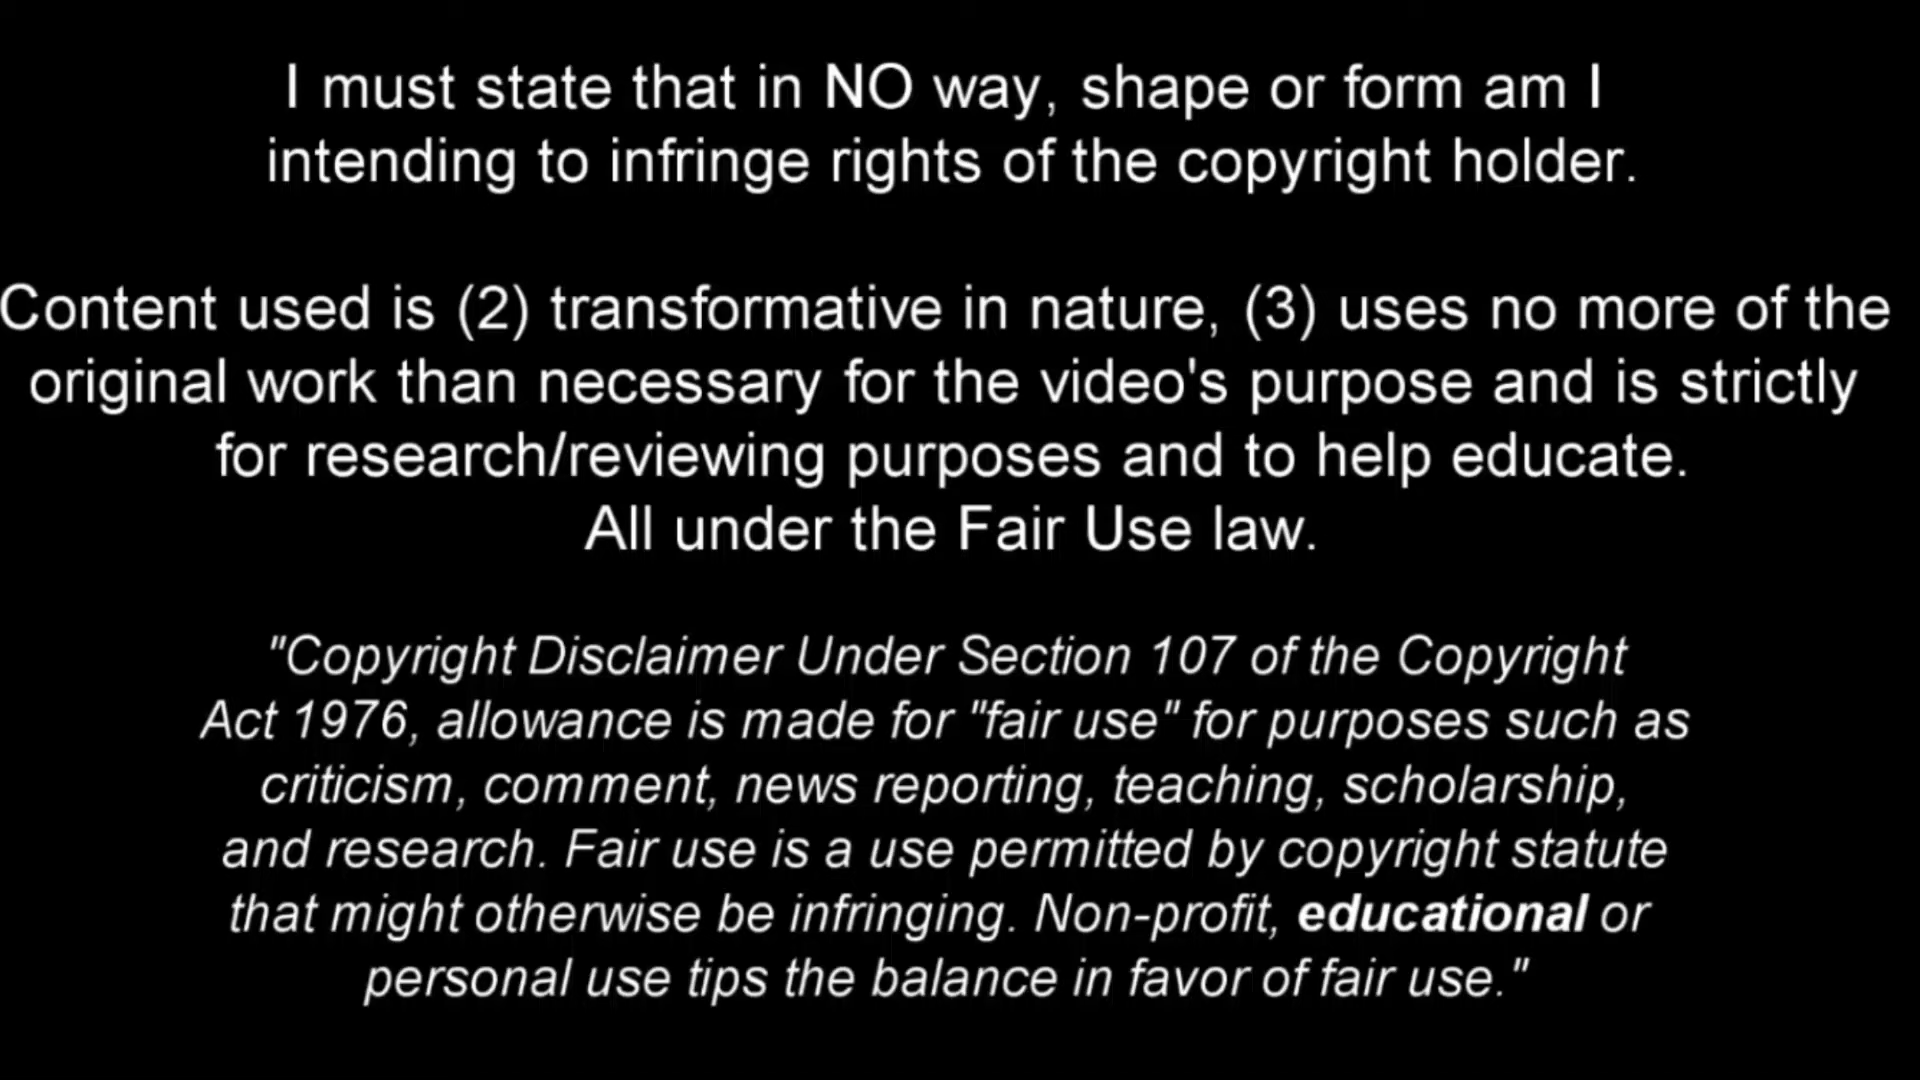 I must state that in NO way, shape or form am I
intending to infringe rights of the copyright holder.
Content used is (2) transformative in nature, (3) uses no more of the
original work than necessary for the video's purpose and is strictly
for research/reviewing purposes and to help educate.
All under the Fair Use law.
"Copyright Disclaimer Under Section 107 of the Copyright
Act 1976, allowance is made for "fair use" for purposes such as
criticism, comment, news reporting, teaching, scholarship,
and research. Fair use is a use permitted by copyright statute
that might otherwise be infringing. Non-profit, educational or
personal use tips the balance in favor of fair use."